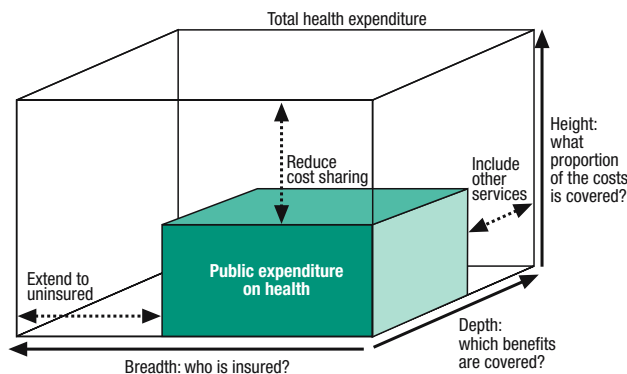 Total health expenditure
Height:
what
proportion
of the costs
is covered?
Reduce
cost sharing
Include
other
services
Public expenditure
on health
Extend to
uninsured
Depth:
which benefits
are covered?
Breadth: who is insured?